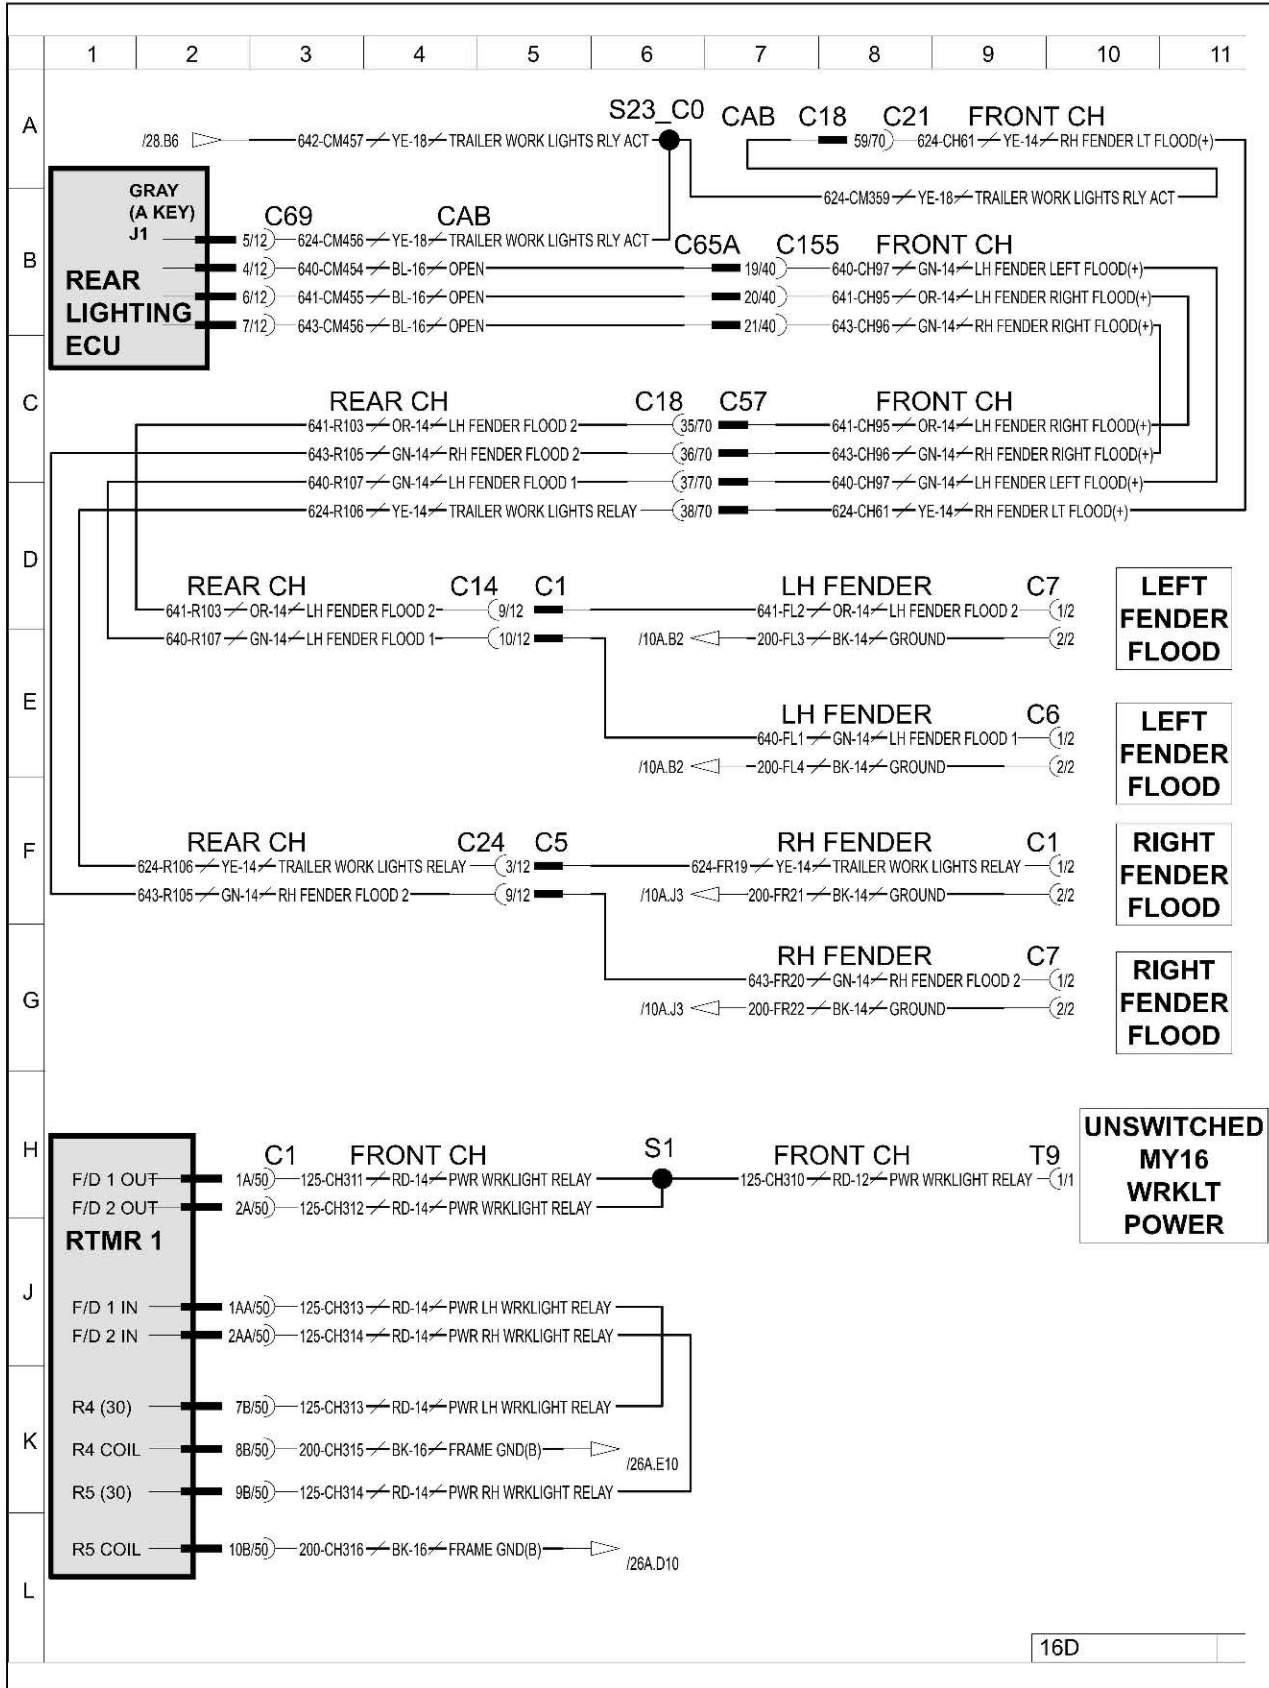 1 2 3 4 5 6 7 8 9 10 11
A
S23_C0 CAB C18 C21 FRONT CH
/28.B6 642-CM457 YE-18 TRAILER WORK LIGHTS RLY ACT 59/70 624-CH61 YE-14 RH FENDER LT FLOOD(+)
GRAY
(A KEY)
J1
624-CM359 YE-18 TRAILER WORK LIGHTS RLY ACT
C69 CAB
5/12 624-CM456 YE-18 TRAILER WORK LIGHTS RLY ACT
C65A C155 FRONT CH
B
4/12 640-CM454 BL-16 OPEN 19/40 640-CH97 GN-14 LH FENDER LEFT FLOOD(+)
REAR
LIGHTING
ECU
6/12 641-CM455 BL-16 OPEN 20/40 641-CH95 OR-14 LH FENDER RIGHT FLOOD(+)
7/12 643-CM456 BL-16 OPEN 21/40 643-CH96 GN-14 RH FENDER RIGHT FLOOD(+)
C
REAR CH C18 C57 FRONT CH
641-R103 OR-14 LH FENDER FLOOD 2 35/70 641-CH95 OR-14 LH FENDER RIGHT FLOOD(+)
643-R105 GN-14 RH FENDER FLOOD 2 36/70 643-CH96 GN-14 RH FENDER RIGHT FLOOD(+)
640-R107 GN-14 LH FENDER FLOOD 1 37/70 640-CH97 GN-14 LH FENDER LEFT FLOOD(+)
624-R106 YE-14 TRAILER WORK LIGHTS RELAY 38/70 624-CH61 YE-14 RH FENDER LT FLOOD(+)
D
REAR CH C14 C1 LH FENDER C7
641-R103 OR-14 LH FENDER FLOOD 2 9/12 641-FL2 OR-14 LH FENDER FLOOD 2 1/2
640-R107 GN-14 LH FENDER FLOOD 1 10/12 /10A.B2 200-FL3 BK-14 GROUND 2/2
LEFT
FENDER
FLOOD
E
LH FENDER C6
640-FL1 GN-14 LH FENDER FLOOD 1 1/2
/10A.B2 200-FL4 BK-14 GROUND 2/2
LEFT
FENDER
FLOOD
F
REAR CH C24 C5 RH FENDER C1
624-R106 YE-14 TRAILER WORK LIGHTS RELAY 3/12 624-FR19 YE-14 TRAILER WORK LIGHTS RELAY 1/2
643-R105 GN-14 RH FENDER FLOOD 2 9/12 /10A.J3 200-FR21 BK-14 GROUND 2/2
RIGHT
FENDER
FLOOD
G
RH FENDER C7
643-FR20 GN-14 RH FENDER FLOOD 2 1/2
/10A.J3 200-FR22 BK-14 GROUND 2/2
RIGHT
FENDER
FLOOD
H
C1 FRONT CH S1 FRONT CH T9
F/D 1 OUT 1A/50 125-CH311 RD-14 PWR WRKLIGHT RELAY 125-CH310 RD-12 PWR WRKLIGHT RELAY 1/1
F/D 2 OUT 2A/50 125-CH312 RD-14 PWR WRKLIGHT RELAY
UNSWITCHED
MY16
WRKLT
POWER
RTMR 1
J
F/D 1 IN 1AA/50 125-CH313 RD-14 PWR LH WRKLIGHT RELAY
F/D 2 IN 2AA/50 125-CH314 RD-14 PWR RH WRKLIGHT RELAY
K
R4 (30) 7B/50 125-CH313 RD-14 PWR LH WRKLIGHT RELAY
R4 COIL 8B/50 200-CH315 BK-16 FRAME GND(B) /26A.E10
R5 (30) 9B/50 125-CH314 RD-14 PWR RH WRKLIGHT RELAY
R5 COIL 10B/50 200-CH316 BK-16 FRAME GND(B) /26A.D10
L
16D